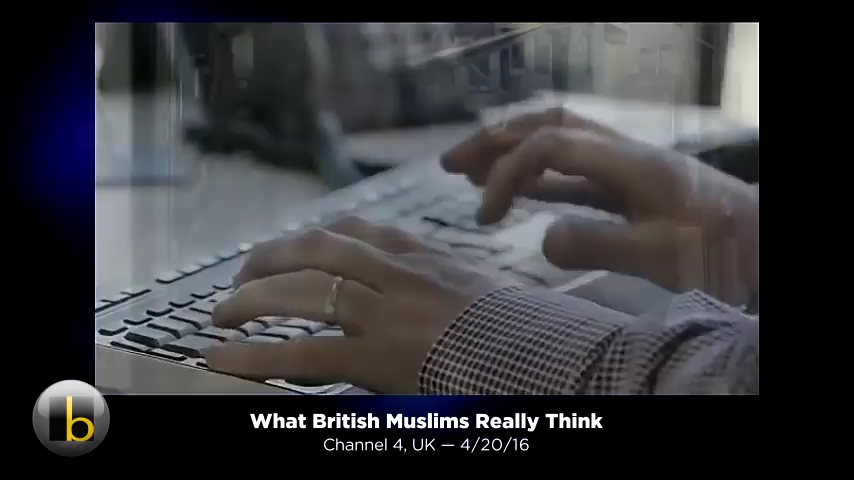 b
What British Muslims Really Think
Channel 4, UK — 4/20/16